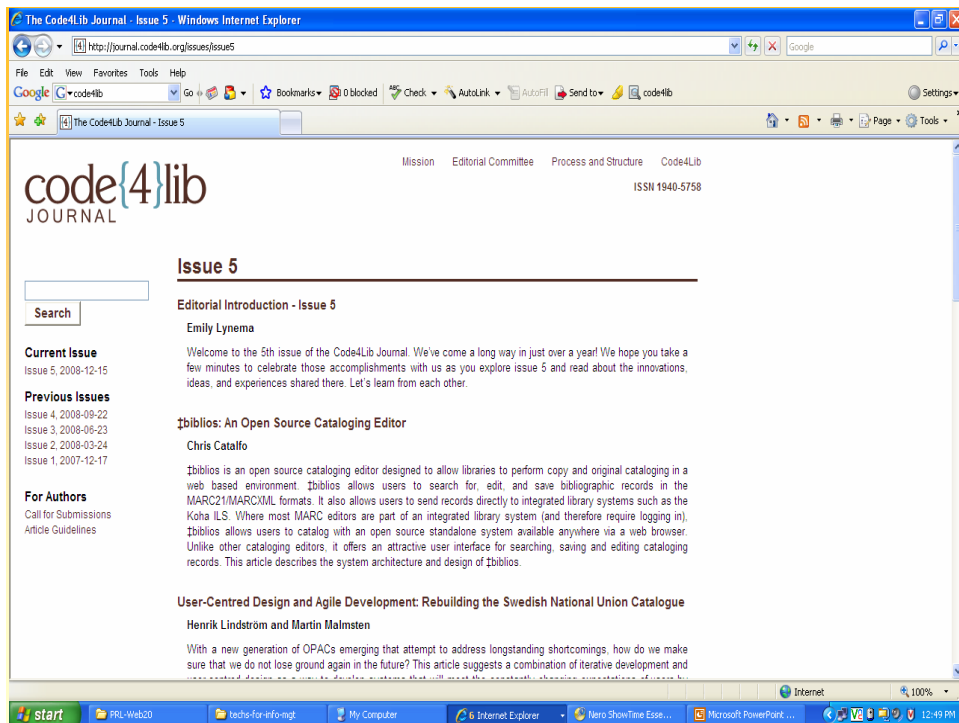 The Code4Lib Journal - Issue 5 - Windows Internet Explorer
http://journal.code4lib.org/issues/issue5
Google
File Edit View Favorites Tools Help
Google G code4lib Go Bookmarks 0 blocked ABC Check AutoLink AutoFill Send to code4lib Settings
The Code4Lib Journal - Issue 5 Page Tools
Mission Editorial Committee Process and Structure Code4Lib
ISSN 1940-5758
code{4}lib
JOURNAL
Issue 5
Search
Current Issue
Issue 5, 2008-12-15
Previous Issues
Issue 4, 2008-09-22
Issue 3, 2008-06-23
Issue 2, 2008-03-24
Issue 1, 2007-12-17
For Authors
Call for Submissions
Article Guidelines
Editorial Introduction - Issue 5
Emily Lynema
Welcome to the 5th issue of the Code4Lib Journal. We've come a long way in just over a year! We hope you take a
few minutes to celebrate those accomplishments with us as you explore issue 5 and read about the innovations,
ideas, and experiences shared there. Let's learn from each other.
‡biblios: An Open Source Cataloging Editor
Chris Catalfo
‡biblios is an open source cataloging editor designed to allow libraries to perform copy and original cataloging in a
web based environment. ‡biblios allows users to search for, edit, and save bibliographic records in the
MARC21/MARCXML formats. It also allows users to send records directly to integrated library systems such as the
Koha ILS. Where most MARC editors are part of an integrated library system (and therefore require logging in),
‡biblios allows users to catalog with an open source standalone system available anywhere via a web browser.
Unlike other cataloging editors, it offers an attractive user interface for searching, saving and editing cataloging
records. This article describes the system architecture and design of ‡biblios.
User-Centred Design and Agile Development: Rebuilding the Swedish National Union Catalogue
Henrik Lindström and Martin Malmsten
With a new generation of OPACs emerging that attempt to address longstanding shortcomings, how do we make
sure that we do not lose ground again in the future? This article suggests a combination of iterative development and
Internet 100%
start PRL-Web20 techs-for-info-mgt My Computer 6 Internet Explorer Nero ShowTime Esse... Microsoft PowerPoint ... 12:49 PM